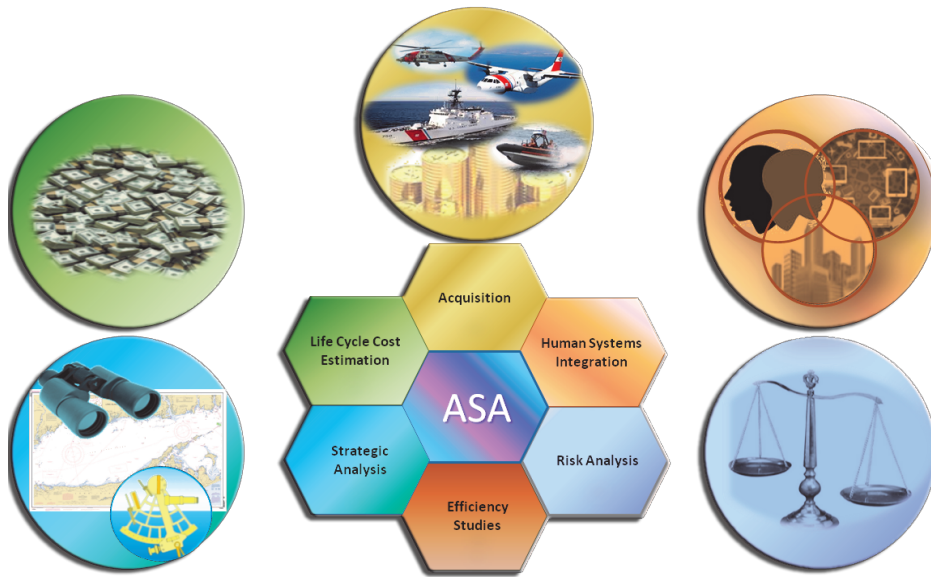 Acquisition
Life Cycle Cost
Estimation
Human Systems
Integration
ASA
Strategic
Analysis
Risk Analysis
Efficiency
Studies